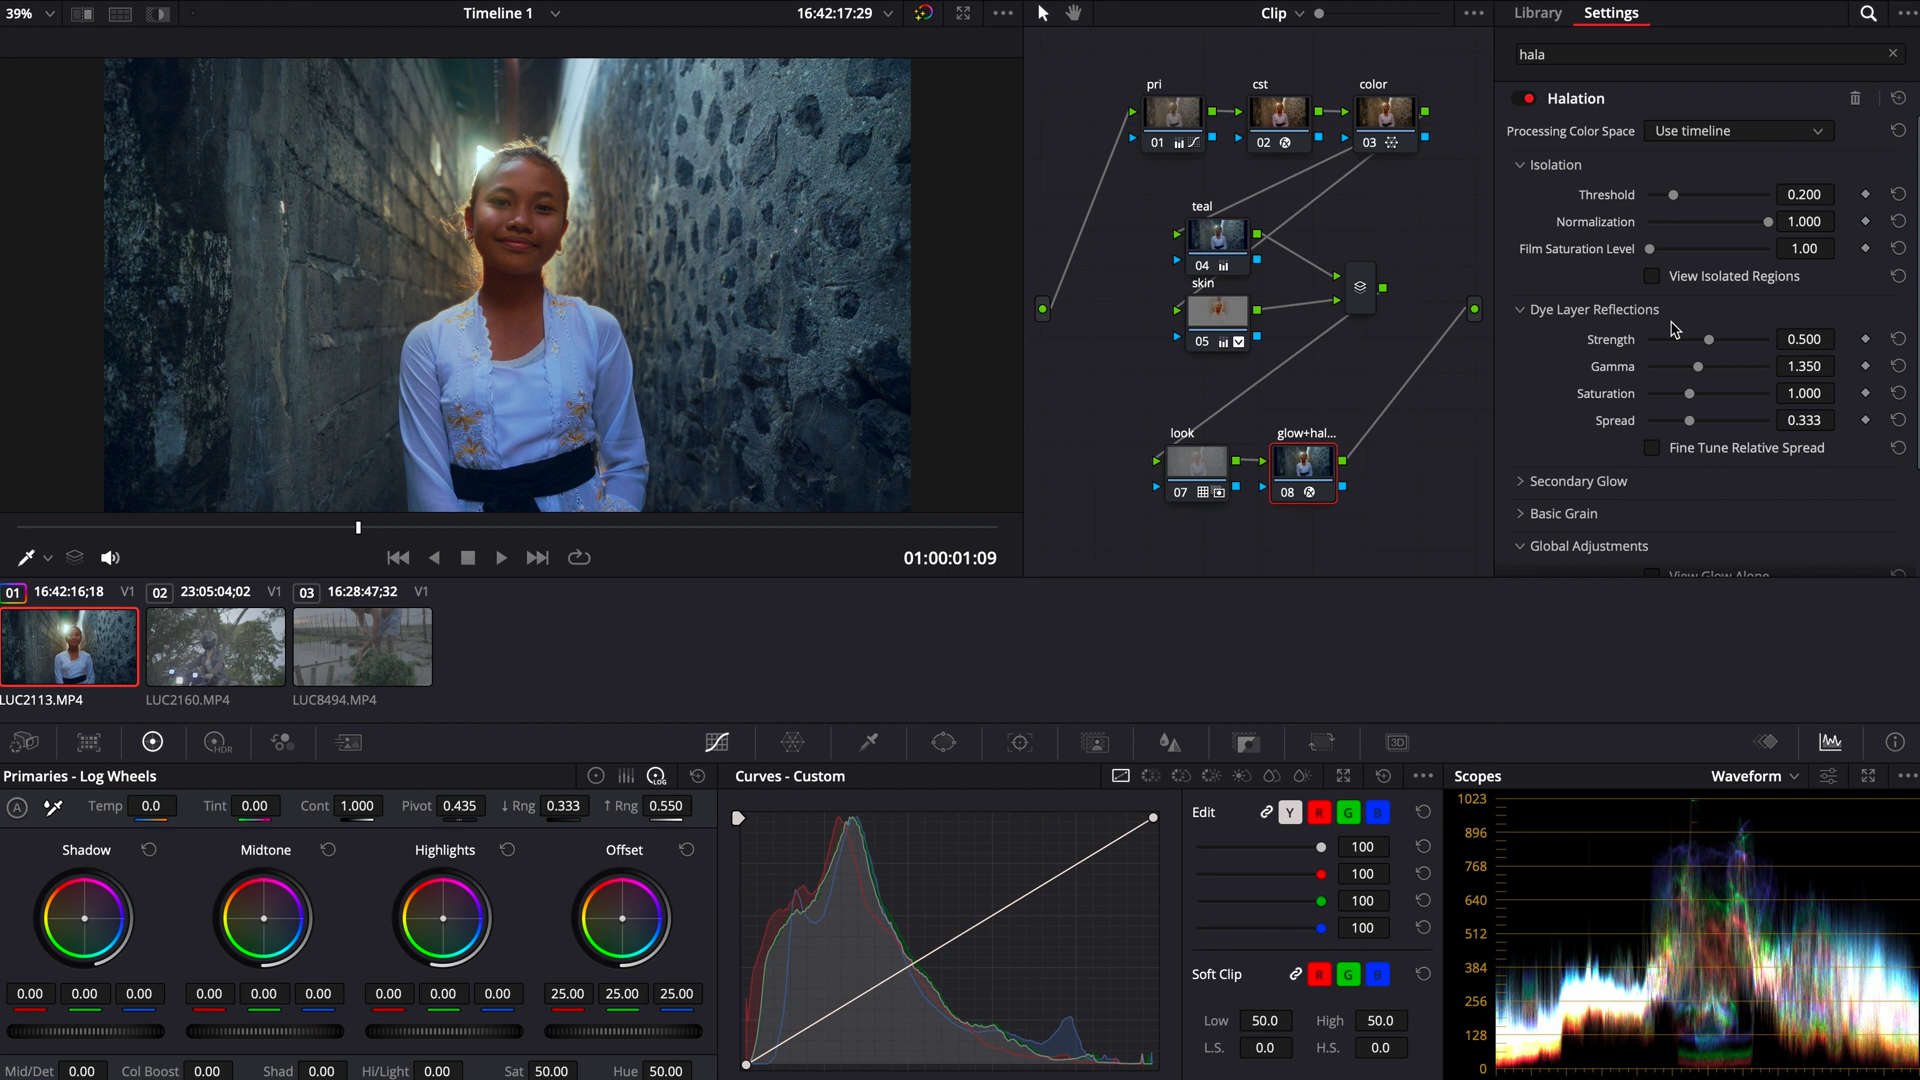 39% Timeline 1 16:42:17:29 Clip Library Settings
hala
pri cst color
01 02 03
teal
04
skin
05
look glow+hal...
07 08
Halation
Processing Color Space Use timeline
Isolation
Threshold 0.200
Normalization 1.000
Film Saturation Level 1.00
View Isolated Regions
Dye Layer Reflections
Strength 0.500
Gamma 1.350
Saturation 1.000
Spread 0.333
Fine Tune Relative Spread
Secondary Glow
Basic Grain
Global Adjustments
View Glow Alone
01:00:01:09
01 16:42:16;18 V1 02 23:05:04;02 V1 03 16:28:47;32 V1
LUC2113.MP4 LUC2160.MP4 LUC8494.MP4
HDR 3D
Primaries - Log Wheels LOG
A Temp 0.0 Tint 0.00 Cont 1.000 Pivot 0.435 ↓ Rng 0.333 ↑ Rng 0.550
Shadow Midtone Highlights Offset
0.00 0.00 0.00 0.00 0.00 0.00 0.00 0.00 0.00 25.00 25.00 25.00
Mid/Det 0.00 Col Boost 0.00 Shad 0.00 Hi/Light 0.00 Sat 50.00 Hue 50.00
Curves - Custom
Edit Y R G B
100
100
100
100
Soft Clip R G B
Low 50.0 High 50.0
L.S. 0.0 H.S. 0.0
Scopes Waveform
1023
896
768
640
512
384
256
128
0